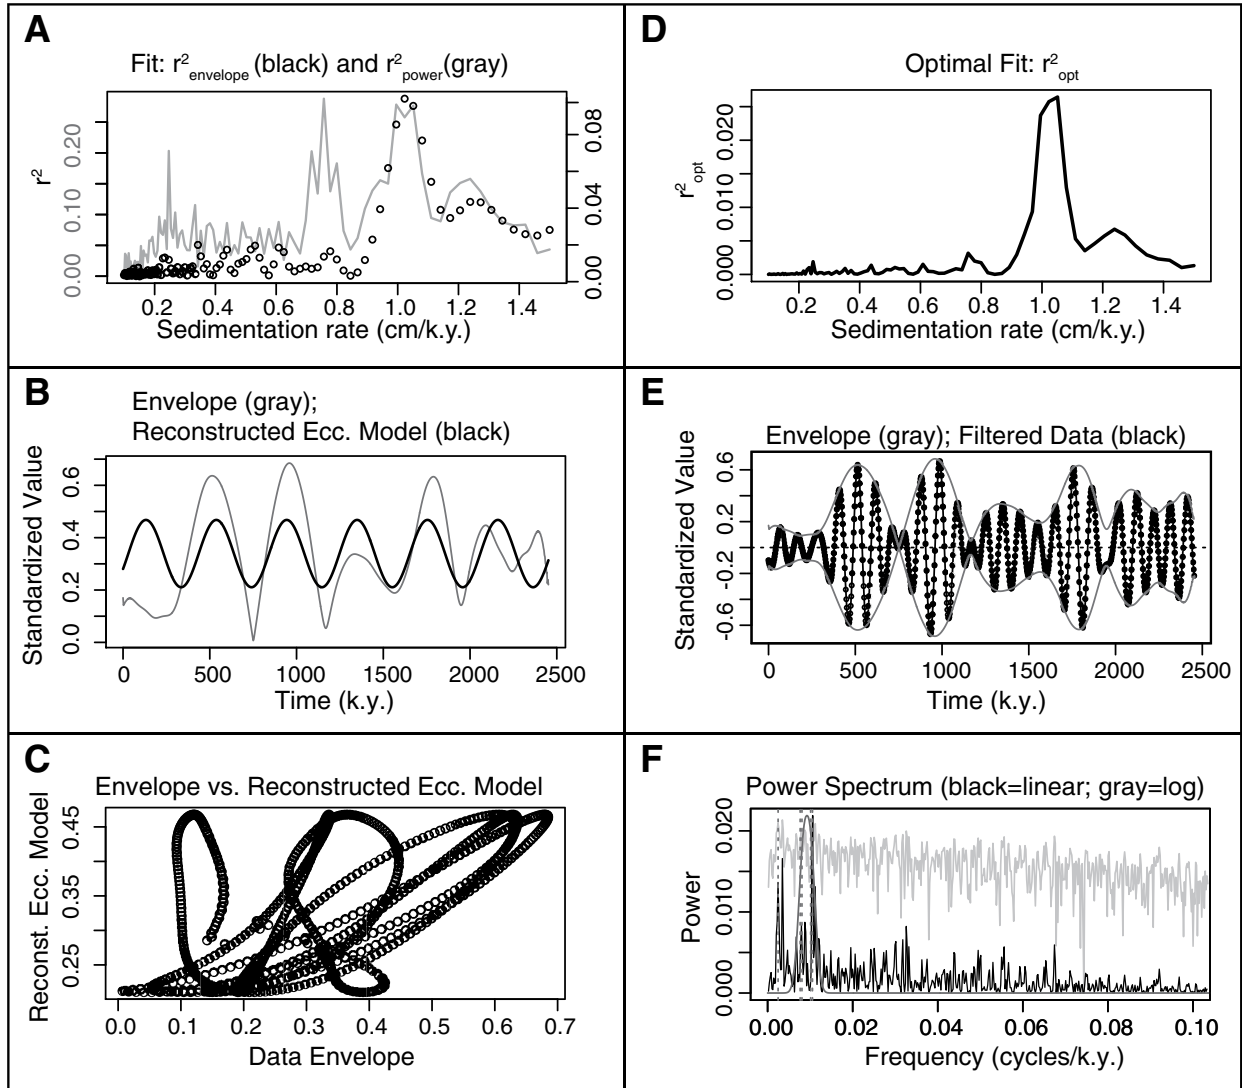 A
Fit: r²envelope (black) and r²power(gray)
r²
0.00 0.10 0.20
0.00 0.04 0.08
0.2 0.4 0.6 0.8 1.0 1.2 1.4
Sedimentation rate (cm/k.y.)
D
Optimal Fit: r²opt
r²opt
0.000 0.010 0.020
0.2 0.4 0.6 0.8 1.0 1.2 1.4
Sedimentation rate (cm/k.y.)
B
Envelope (gray);
Reconstructed Ecc. Model (black)
Standardized Value
0.0 0.2 0.4 0.6
0 500 1000 1500 2000 2500
Time (k.y.)
E
Envelope (gray); Filtered Data (black)
Standardized Value
-0.6 -0.2 0.2 0.6
0 500 1000 1500 2000 2500
Time (k.y.)
C
Envelope vs. Reconstructed Ecc. Model
Reconst. Ecc. Model
0.25 0.35 0.45
0.0 0.1 0.2 0.3 0.4 0.5 0.6 0.7
Data Envelope
F
Power Spectrum (black=linear; gray=log)
Power
0.000 0.010 0.020
0.00 0.02 0.04 0.06 0.08 0.10
Frequency (cycles/k.y.)